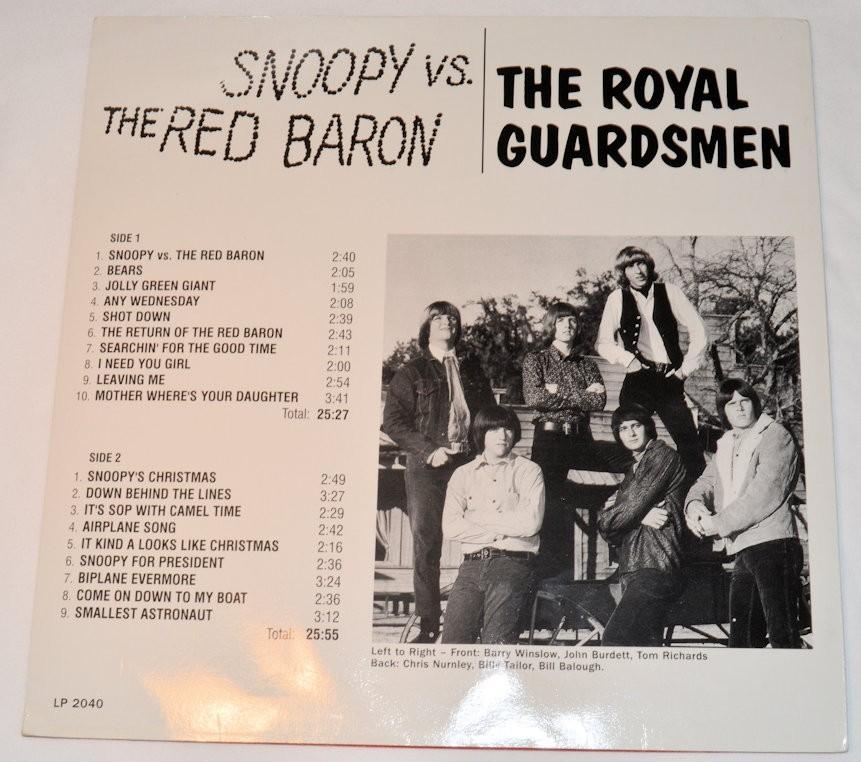 SNOOPY vs.
THE RED BARON
THE ROYAL
GUARDSMEN
SIDE 1
1. SNOOPY vs. THE RED BARON 2:40
2. BEARS 2:05
3. JOLLY GREEN GIANT 1:59
4. ANY WEDNESDAY 2:08
5. SHOT DOWN 2:39
6. THE RETURN OF THE RED BARON 2:43
7. SEARCHIN' FOR THE GOOD TIME 2:11
8. I NEED YOU GIRL 2:00
9. LEAVING ME 2:54
10. MOTHER WHERE'S YOUR DAUGHTER 3:41
Total: 25:27
SIDE 2
1. SNOOPY'S CHRISTMAS 2:49
2. DOWN BEHIND THE LINES 3:27
3. IT'S SOP WITH CAMEL TIME 2:29
4. AIRPLANE SONG 2:42
5. IT KIND A LOOKS LIKE CHRISTMAS 2:16
6. SNOOPY FOR PRESIDENT 2:36
7. BIPLANE EVERMORE 3:24
8. COME ON DOWN TO MY BOAT 2:36
9. SMALLEST ASTRONAUT 3:12
Total: 25:55
Left to Right – Front: Barry Winslow, John Burdett, Tom Richards
Back: Chris Nurnley, Billy Tailor, Bill Balough.
LP 2040